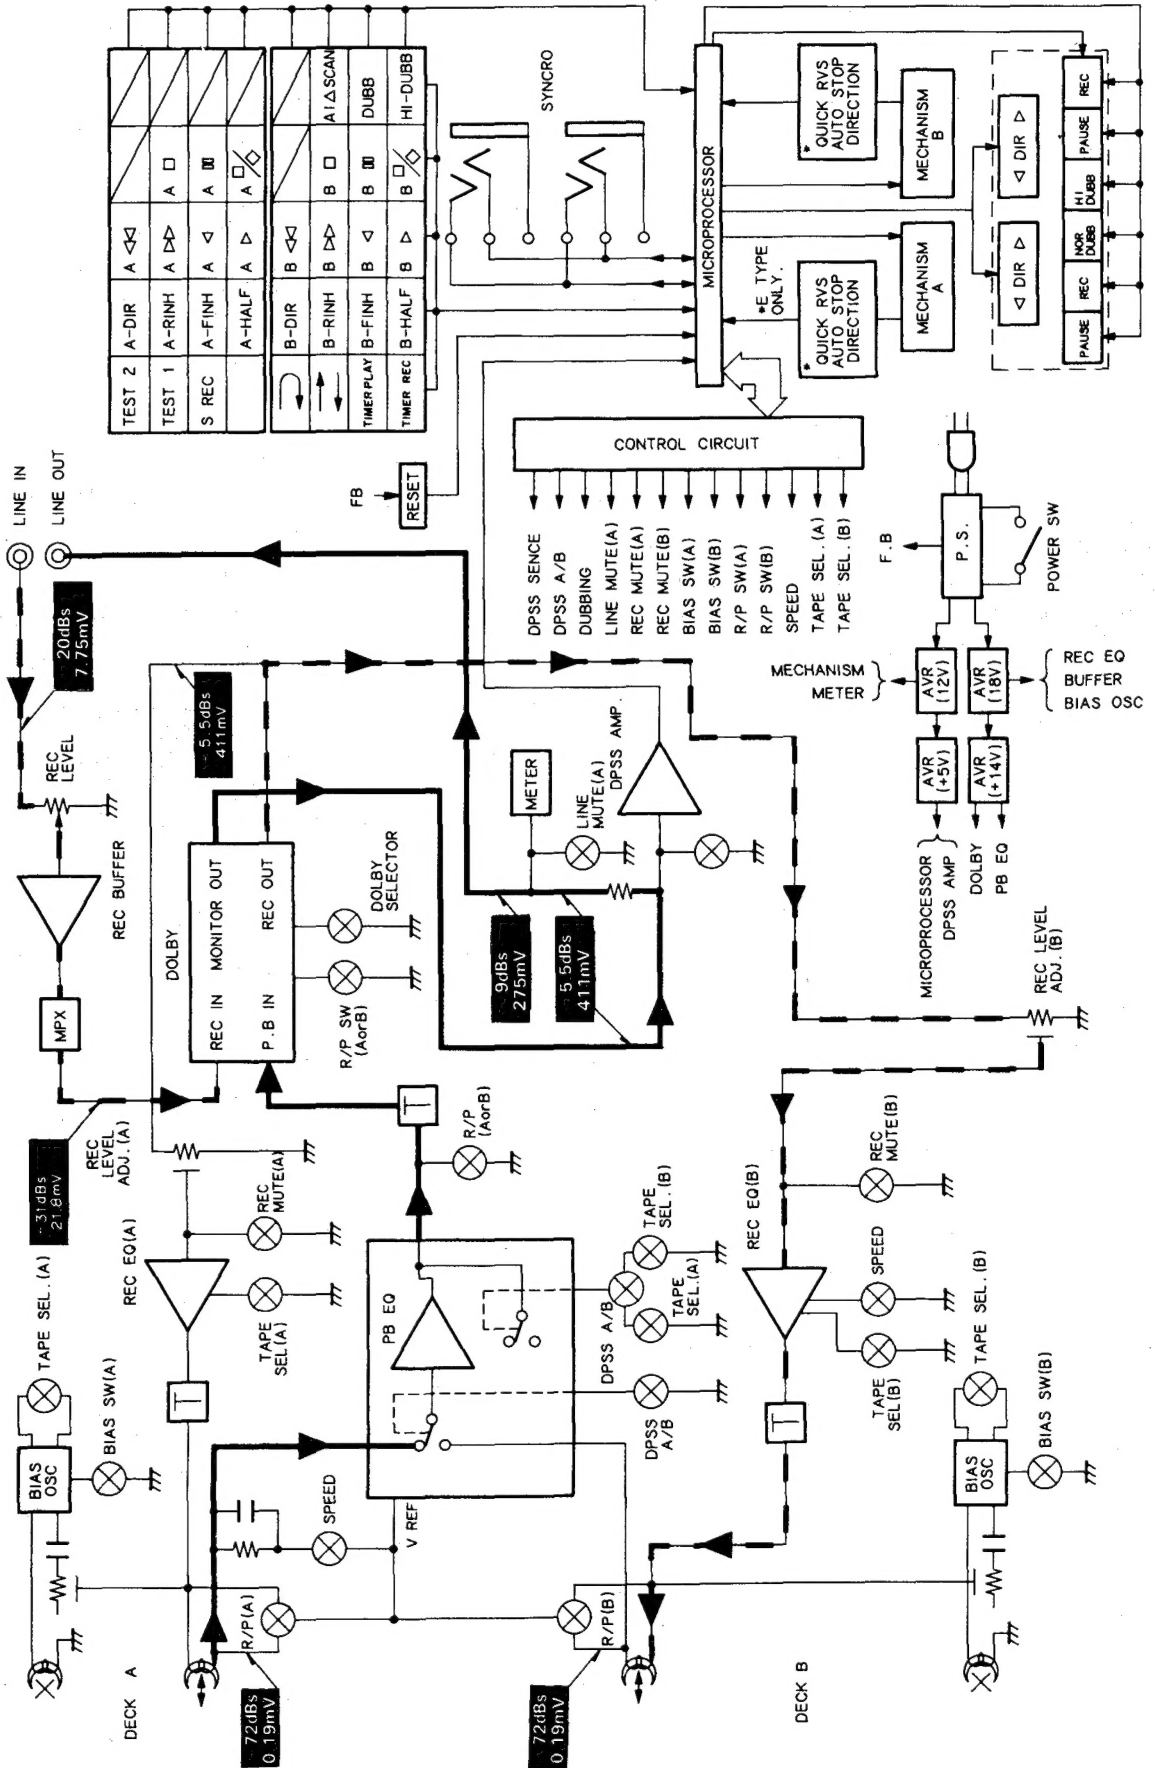 TEST 2
A-DIR
A ◁◁
TEST 1
A-RINH
A ▷▷
A □
S REC
A-FINH
A ◁
A
A-HALF
A ▷
A □/◇
B-DIR
B ◁◁
B-RINH
B ▷▷
B □
AI △ SCAN
TIMER PLAY
B-FINH
B ◁
B
DUBB
TIMER REC
B-HALF
B ▷
B □/◇
HI-DUBB
SYNCRO
MICROPROCESSOR
* QUICK RVS
AUTO STOP
DIRECTION
MECHANISM
B
*E TYPE
ONLY.
* QUICK RVS
AUTO STOP
DIRECTION
MECHANISM
A
◁ DIR ▷
◁ DIR ▷
PAUSE
REC
NOR
DUBB
HI
DUBB
PAUSE
REC
LINE IN
LINE OUT
FB
RESET
CONTROL CIRCUIT
DPSS SENCE
DPSS A/B
DUBBING
LINE MUTE(A)
REC MUTE(A)
REC MUTE(B)
BIAS SW(A)
BIAS SW(B)
R/P SW(A)
R/P SW(B)
SPEED
TAPE SEL.(A)
TAPE SEL.(B)
F.B
P.S.
POWER SW
MECHANISM
METER
AVR
(12V)
AVR
(18V)
REC EQ
BUFFER
BIAS OSC
AVR
(+5V)
AVR
(+14V)
MICROPROCESSOR
DPSS AMP
DOLBY
PB EQ
20dBs
7.75mV
REC
LEVEL
REC BUFFER
MPX
-31dBs
21.8mV
5.5dBs
411mV
DOLBY
REC IN
MONITOR OUT
P.B IN
REC OUT
R/P SW
(AorB)
DOLBY
SELECTOR
9dBs
275mV
5.5dBs
411mV
METER
LINE
MUTE(A)
DPSS AMP.
REC LEVEL
ADJ.(B)
REC
LEVEL
ADJ.(A)
REC EQ(A)
REC
MUTE(A)
TAPE
SEL(A)
R/P
(AorB)
PB EQ
V REF
DPSS
A/B
DPSS A/B
TAPE
SEL.(A)
TAPE
SEL.(B)
REC EQ(B)
REC
MUTE(B)
SPEED
TAPE
SEL(B)
TAPE SEL.(A)
BIAS
OSC
BIAS SW(A)
SPEED
R/P(A)
R/P(B)
DECK A
72dBs
0.19mV
72dBs
0.19mV
DECK B
TAPE SEL.(B)
BIAS
OSC
BIAS SW(B)